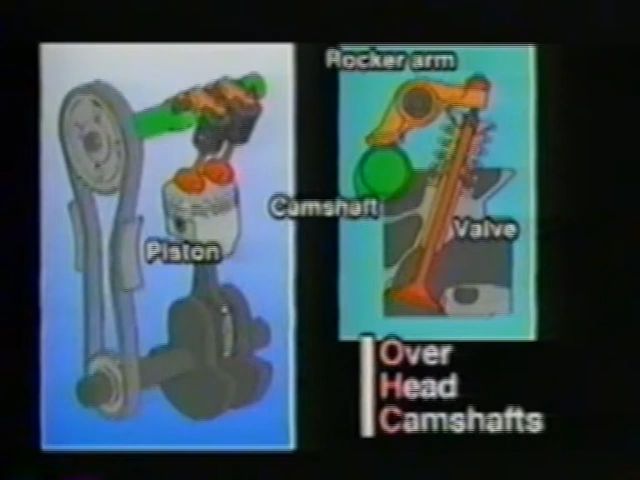 Rocker arm
Camshaft
Valve
Piston
Over
Head
Camshafts